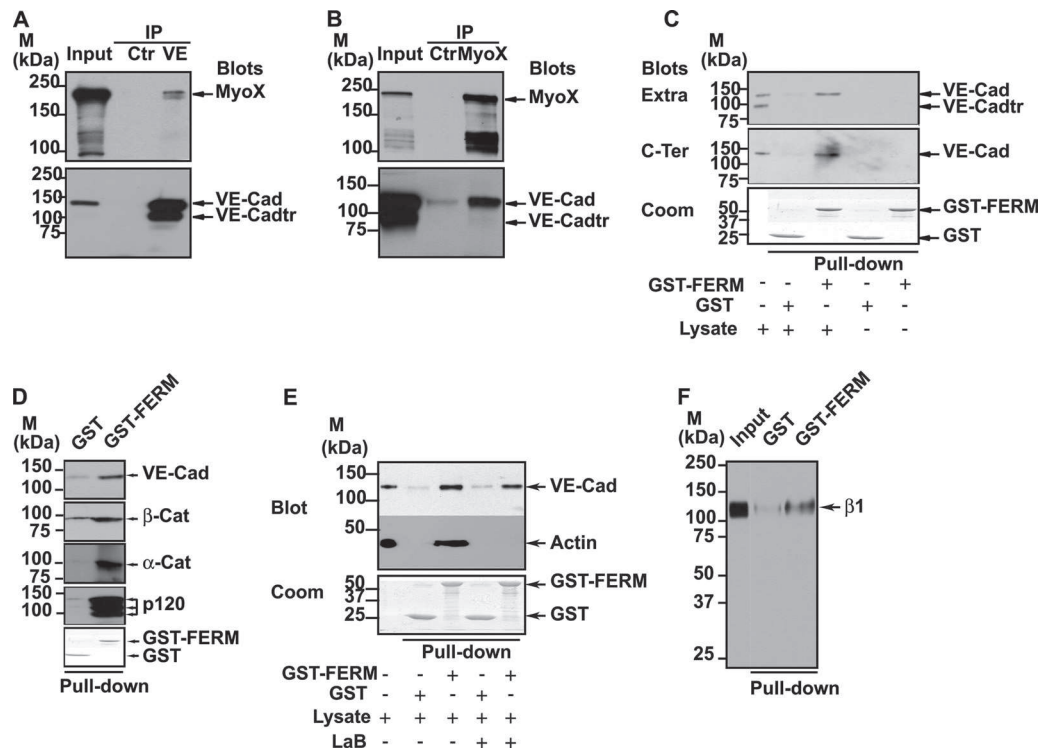 A
M
(kDa)
IP
Input Ctr VE
Blots
250
150
100
MyoX
150
100
75
VE-Cad
VE-Cadtr
B
M
(kDa)
IP
Input CtrMyoX
Blots
250
150
100
MyoX
150
100
75
VE-Cad
VE-Cadtr
C
M
(kDa)
Blots
Extra
150
100
75
VE-Cad
VE-Cadtr
C-Ter
150
100
75
VE-Cad
Coom
50
37
25
GST-FERM
GST
Pull-down
GST-FERM - - + - +
GST - + - + -
Lysate + + + - -
D
M
(kDa)
GST GST-FERM
150
100
VE-Cad
100
75
β-Cat
100
75
α-Cat
150
100
p120
GST-FERM
GST
Pull-down
E
M
(kDa)
Blot
150
100
VE-Cad
50
Actin
Coom
50
37
25
GST-FERM
GST
Pull-down
GST-FERM - - + - +
GST - + - + -
Lysate + + + + +
LaB - - - + +
F
M
(kDa)
Input GST GST-FERM
250
150
100
75
50
37
25
β1
Pull-down